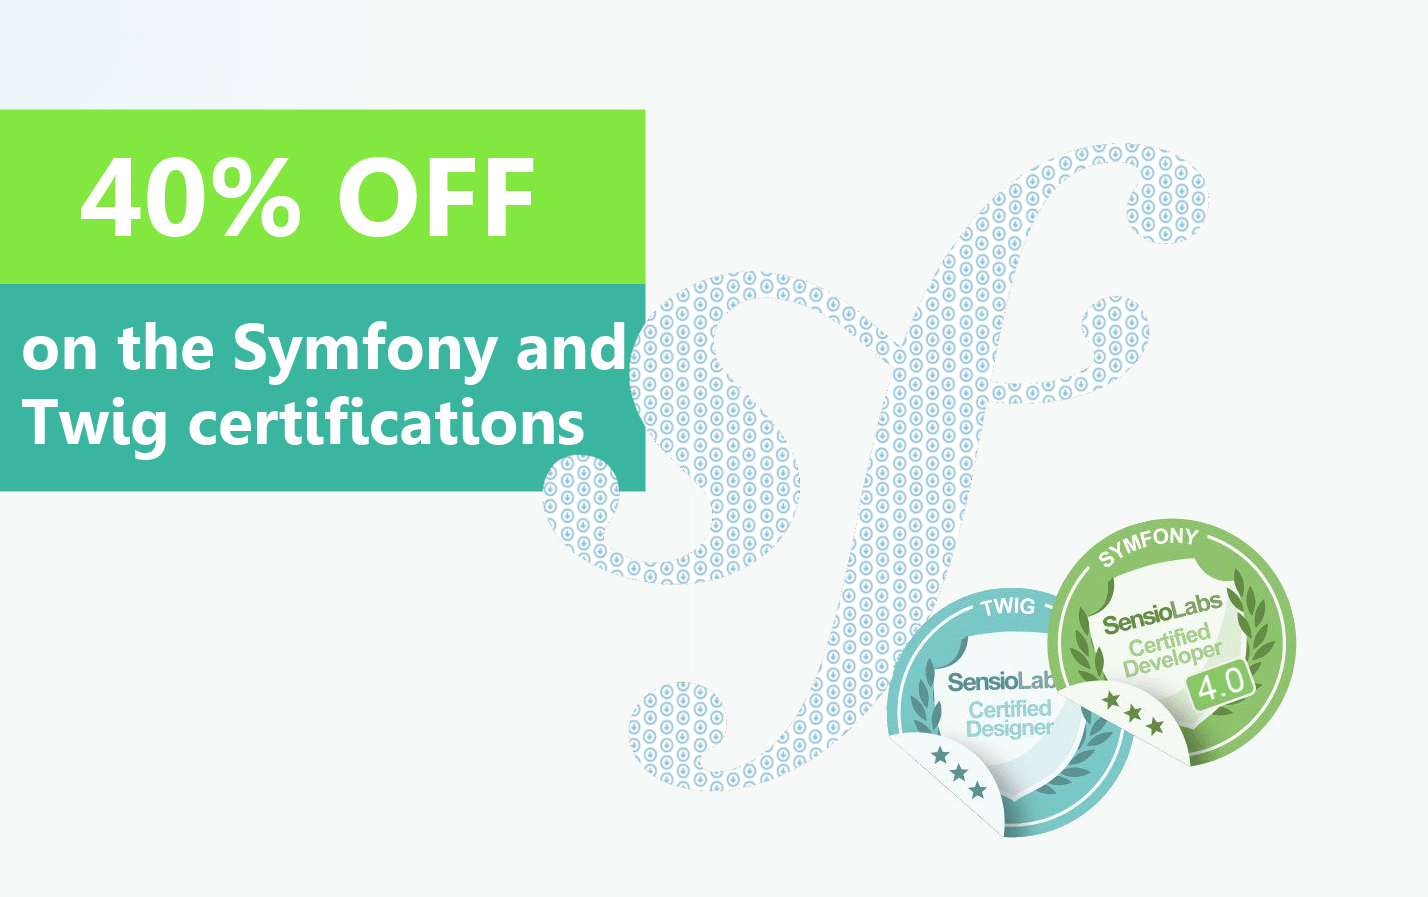 40% OFF
on the Symfony and
Twig certifications
SYMFONY
SensioLabs
Certified
Developer
4.0
TWIG
SensioLab
Certified
Designer